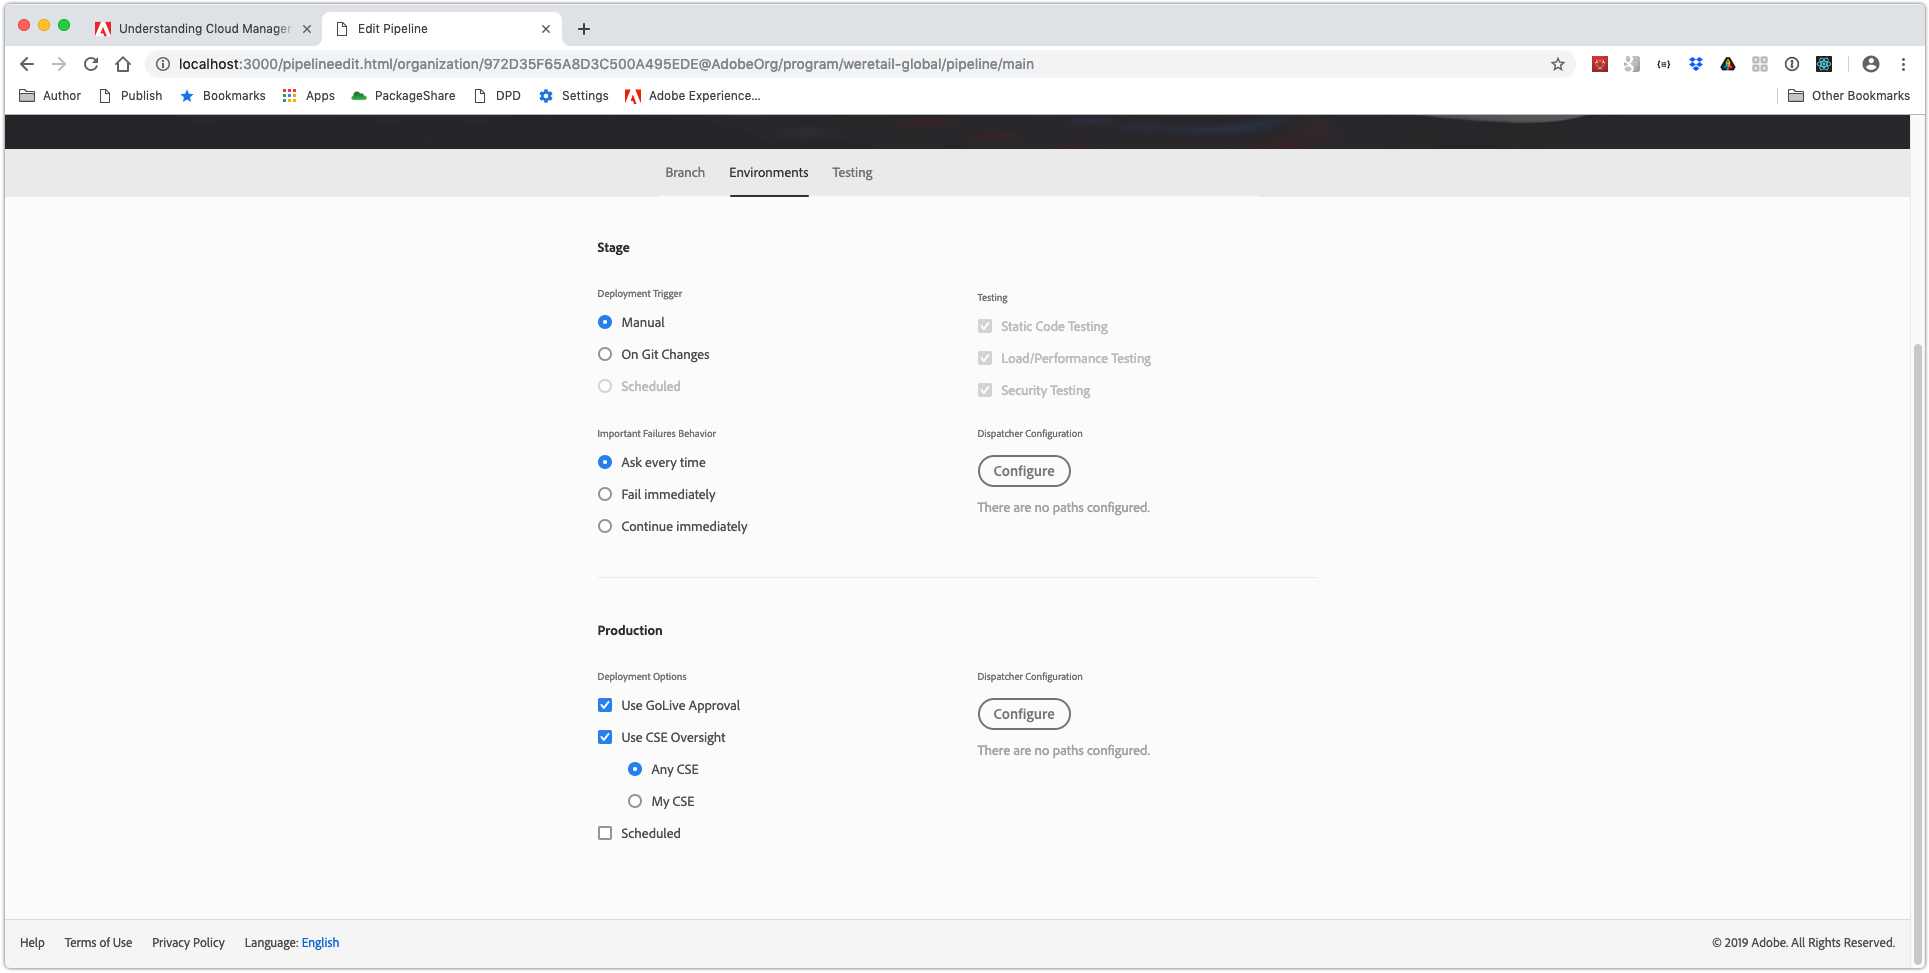 Understanding Cloud Manager
Edit Pipeline
localhost:3000/pipelineedit.html/organization/972D35F65A8D3C500A495EDE@AdobeOrg/program/weretail-global/pipeline/main
Author Publish Bookmarks Apps PackageShare DPD Settings Adobe Experience... Other Bookmarks
Branch Environments Testing
Stage
Deployment Trigger
Manual
On Git Changes
Scheduled
Testing
Static Code Testing
Load/Performance Testing
Security Testing
Important Failures Behavior
Ask every time
Fail immediately
Continue immediately
Dispatcher Configuration
Configure
There are no paths configured.
Production
Deployment Options
Use GoLive Approval
Use CSE Oversight
Any CSE
My CSE
Scheduled
Dispatcher Configuration
Configure
There are no paths configured.
Help Terms of Use Privacy Policy Language: English © 2019 Adobe. All Rights Reserved.